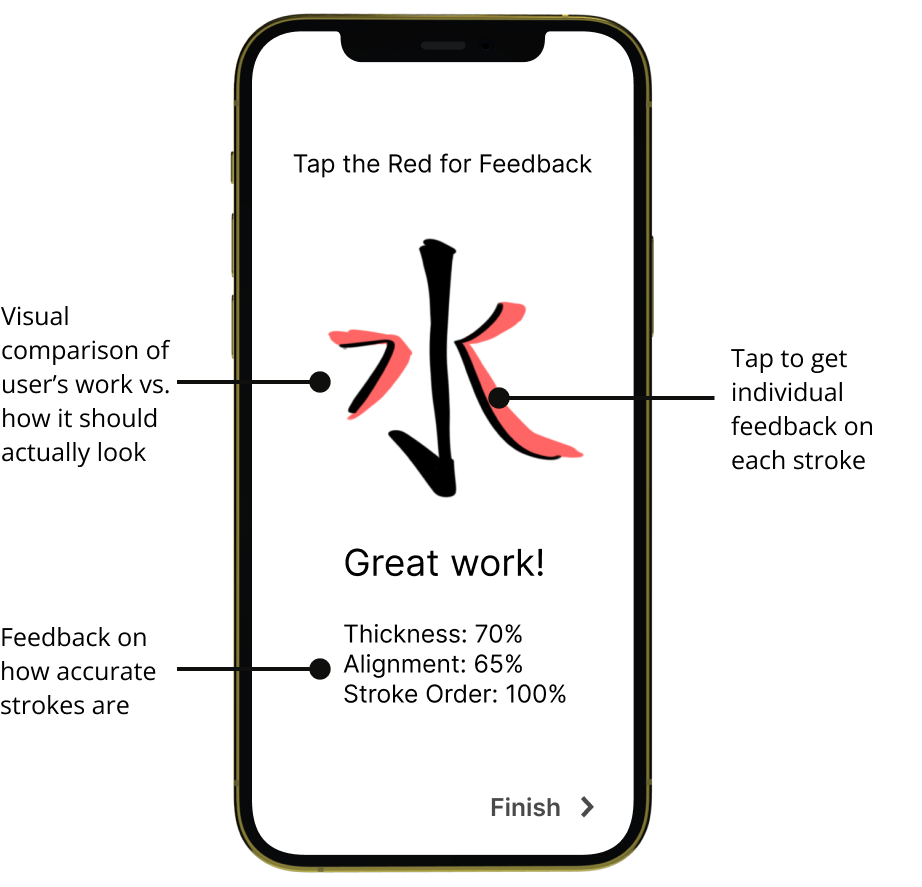 Tap the Red for Feedback
水
Visual
comparison of
user's work vs.
how it should
actually look
Tap to get
individual
feedback on
each stroke
Great work!
Feedback on
how accurate
strokes are
Thickness: 70%
Alignment: 65%
Stroke Order: 100%
Finish